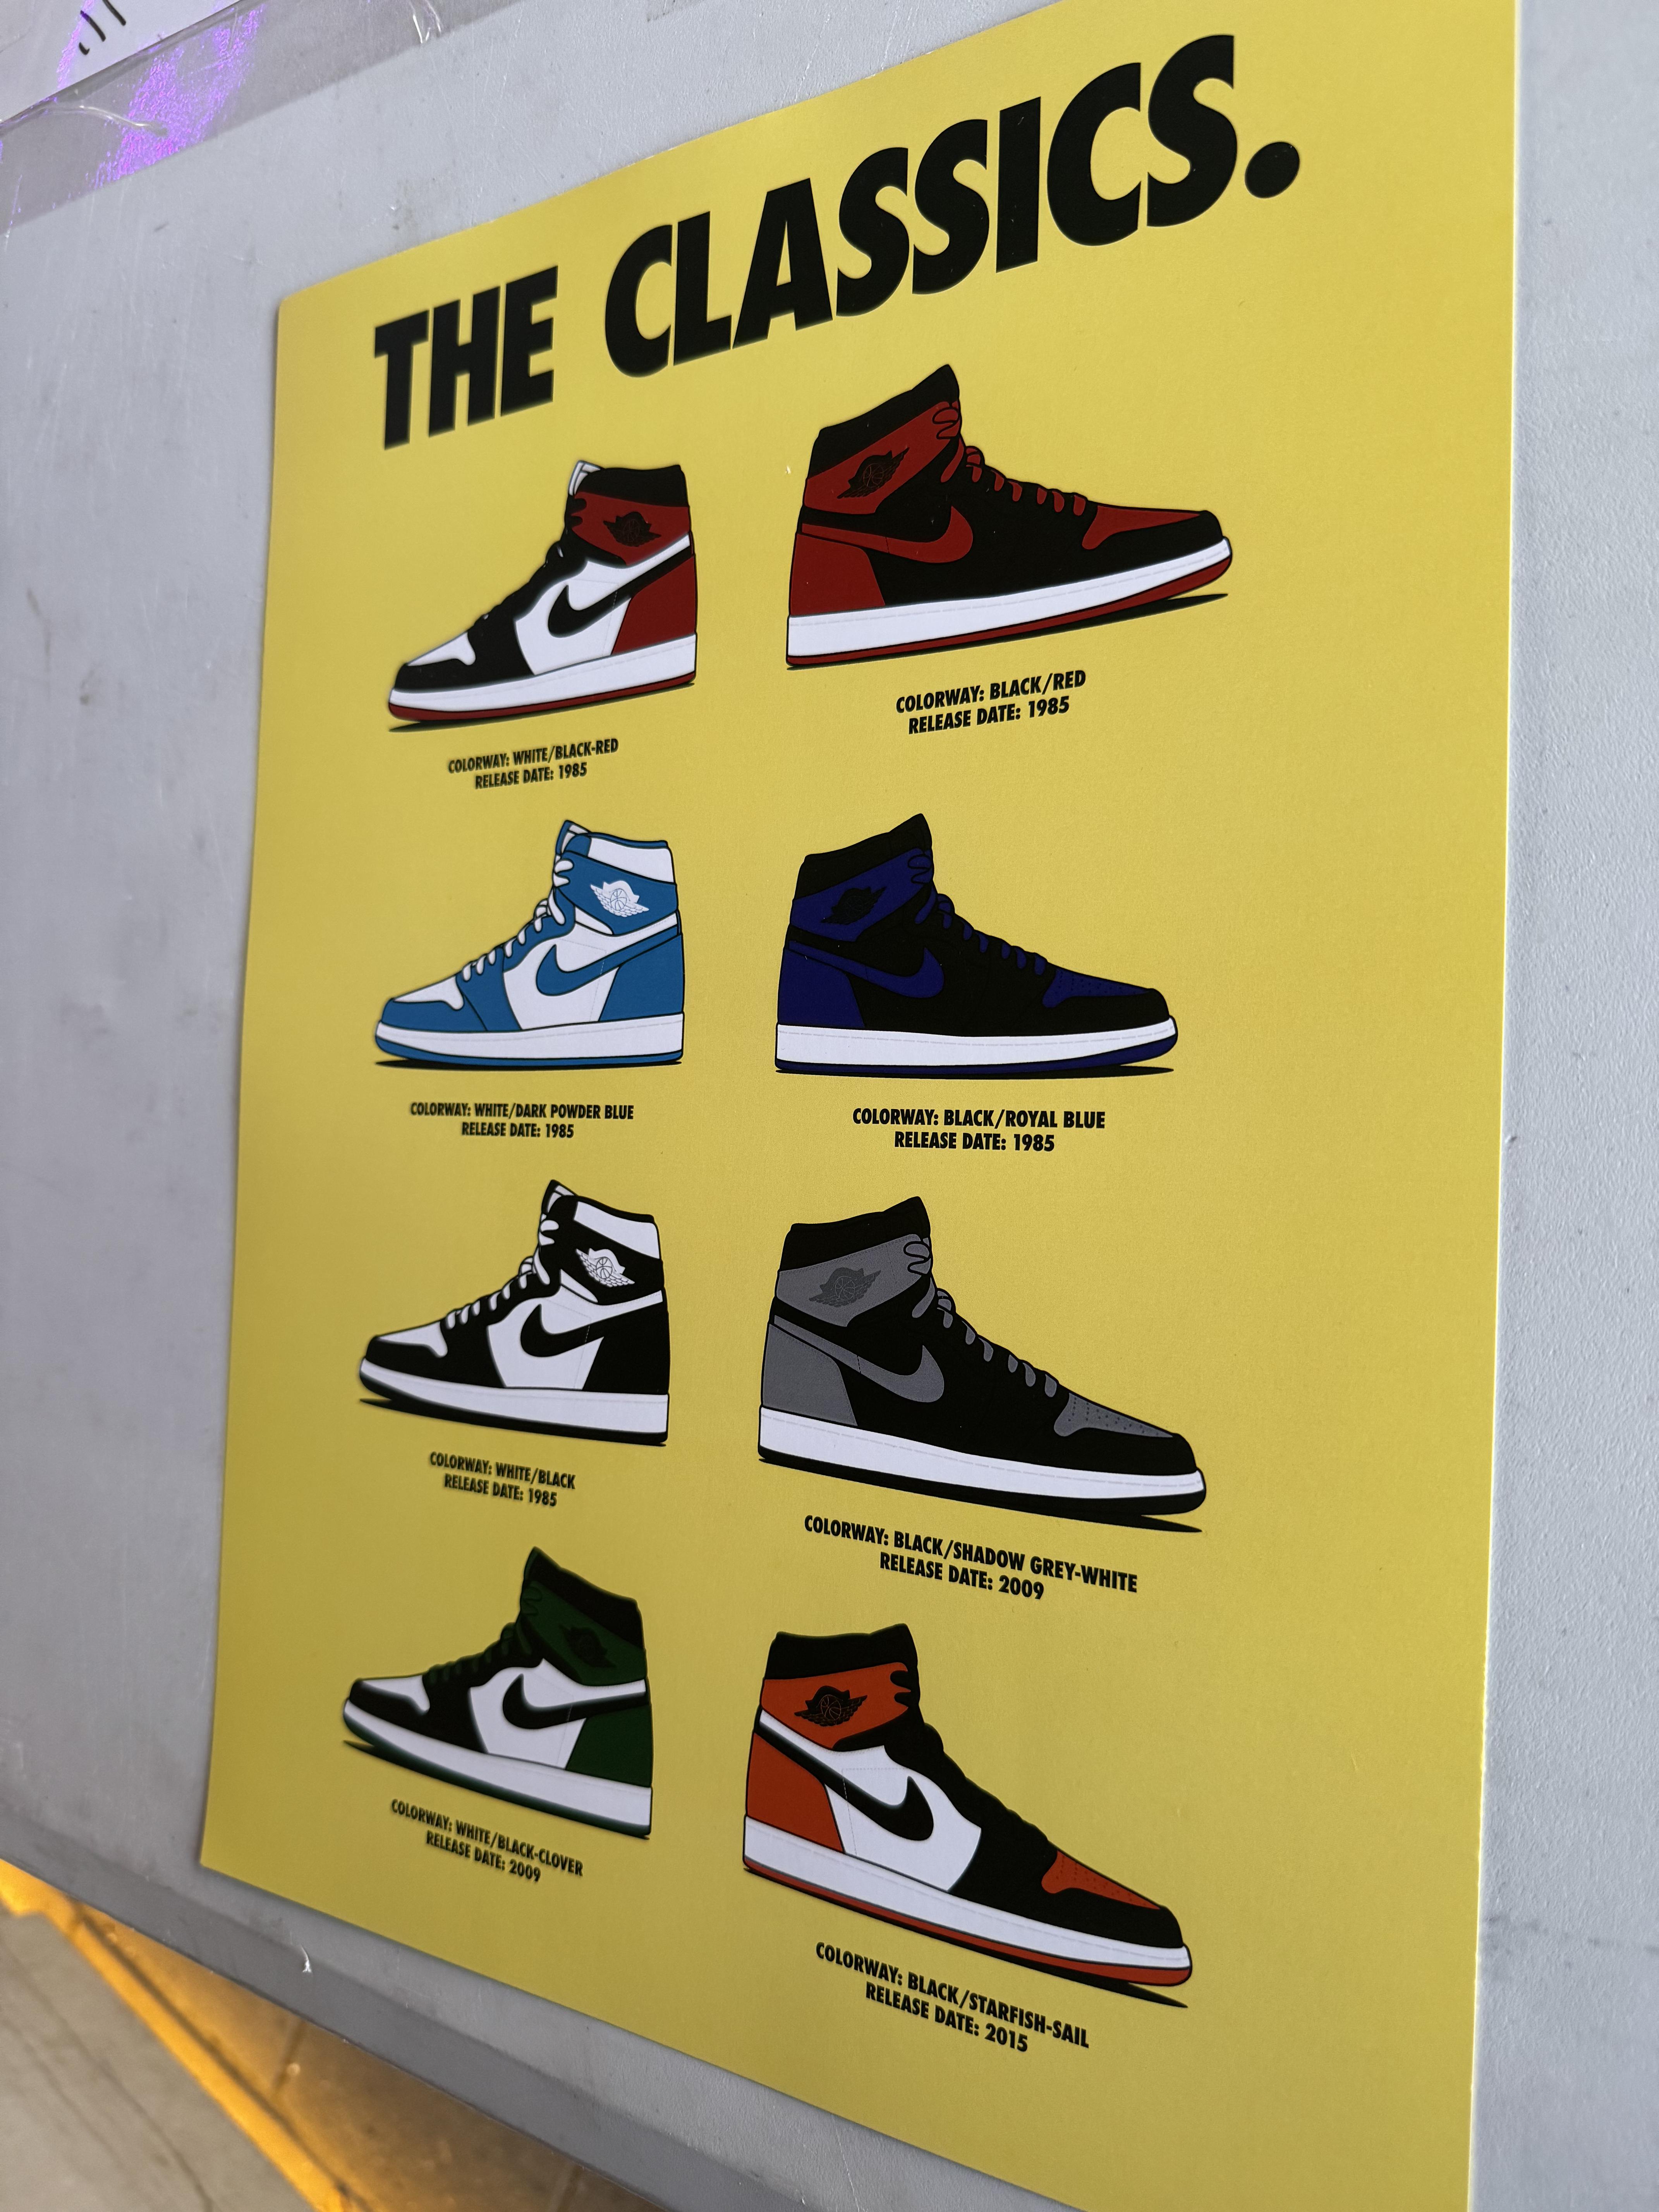 THE CLASSICS.
COLORWAY: WHITE/BLACK-RED
RELEASE DATE: 1985
COLORWAY: BLACK/RED
RELEASE DATE: 1985
COLORWAY: WHITE/DARK POWDER BLUE
RELEASE DATE: 1985
COLORWAY: BLACK/ROYAL BLUE
RELEASE DATE: 1985
COLORWAY: WHITE/BLACK
RELEASE DATE: 1985
COLORWAY: BLACK/SHADOW GREY-WHITE
RELEASE DATE: 2009
COLORWAY: WHITE/BLACK-CLOVER
RELEASE DATE: 2009
COLORWAY: BLACK/STARFISH-SAIL
RELEASE DATE: 2015